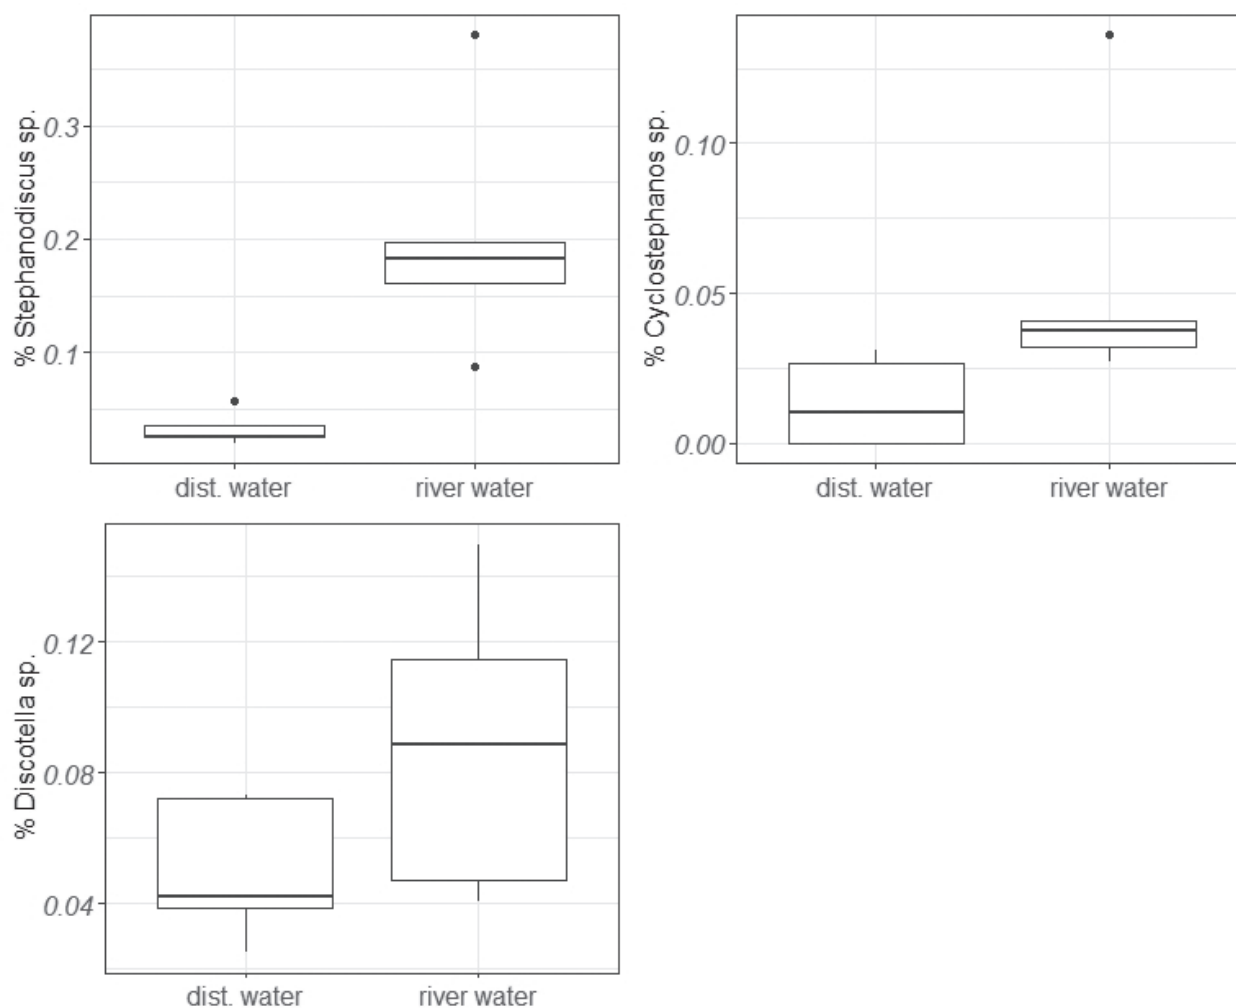 % Stephanodiscus sp.
0.3
0.2
0.1
dist. water
river water
% Cyclostephanos sp.
0.10
0.05
0.00
dist. water
river water
% Discotella sp.
0.12
0.08
0.04
dist. water
river water